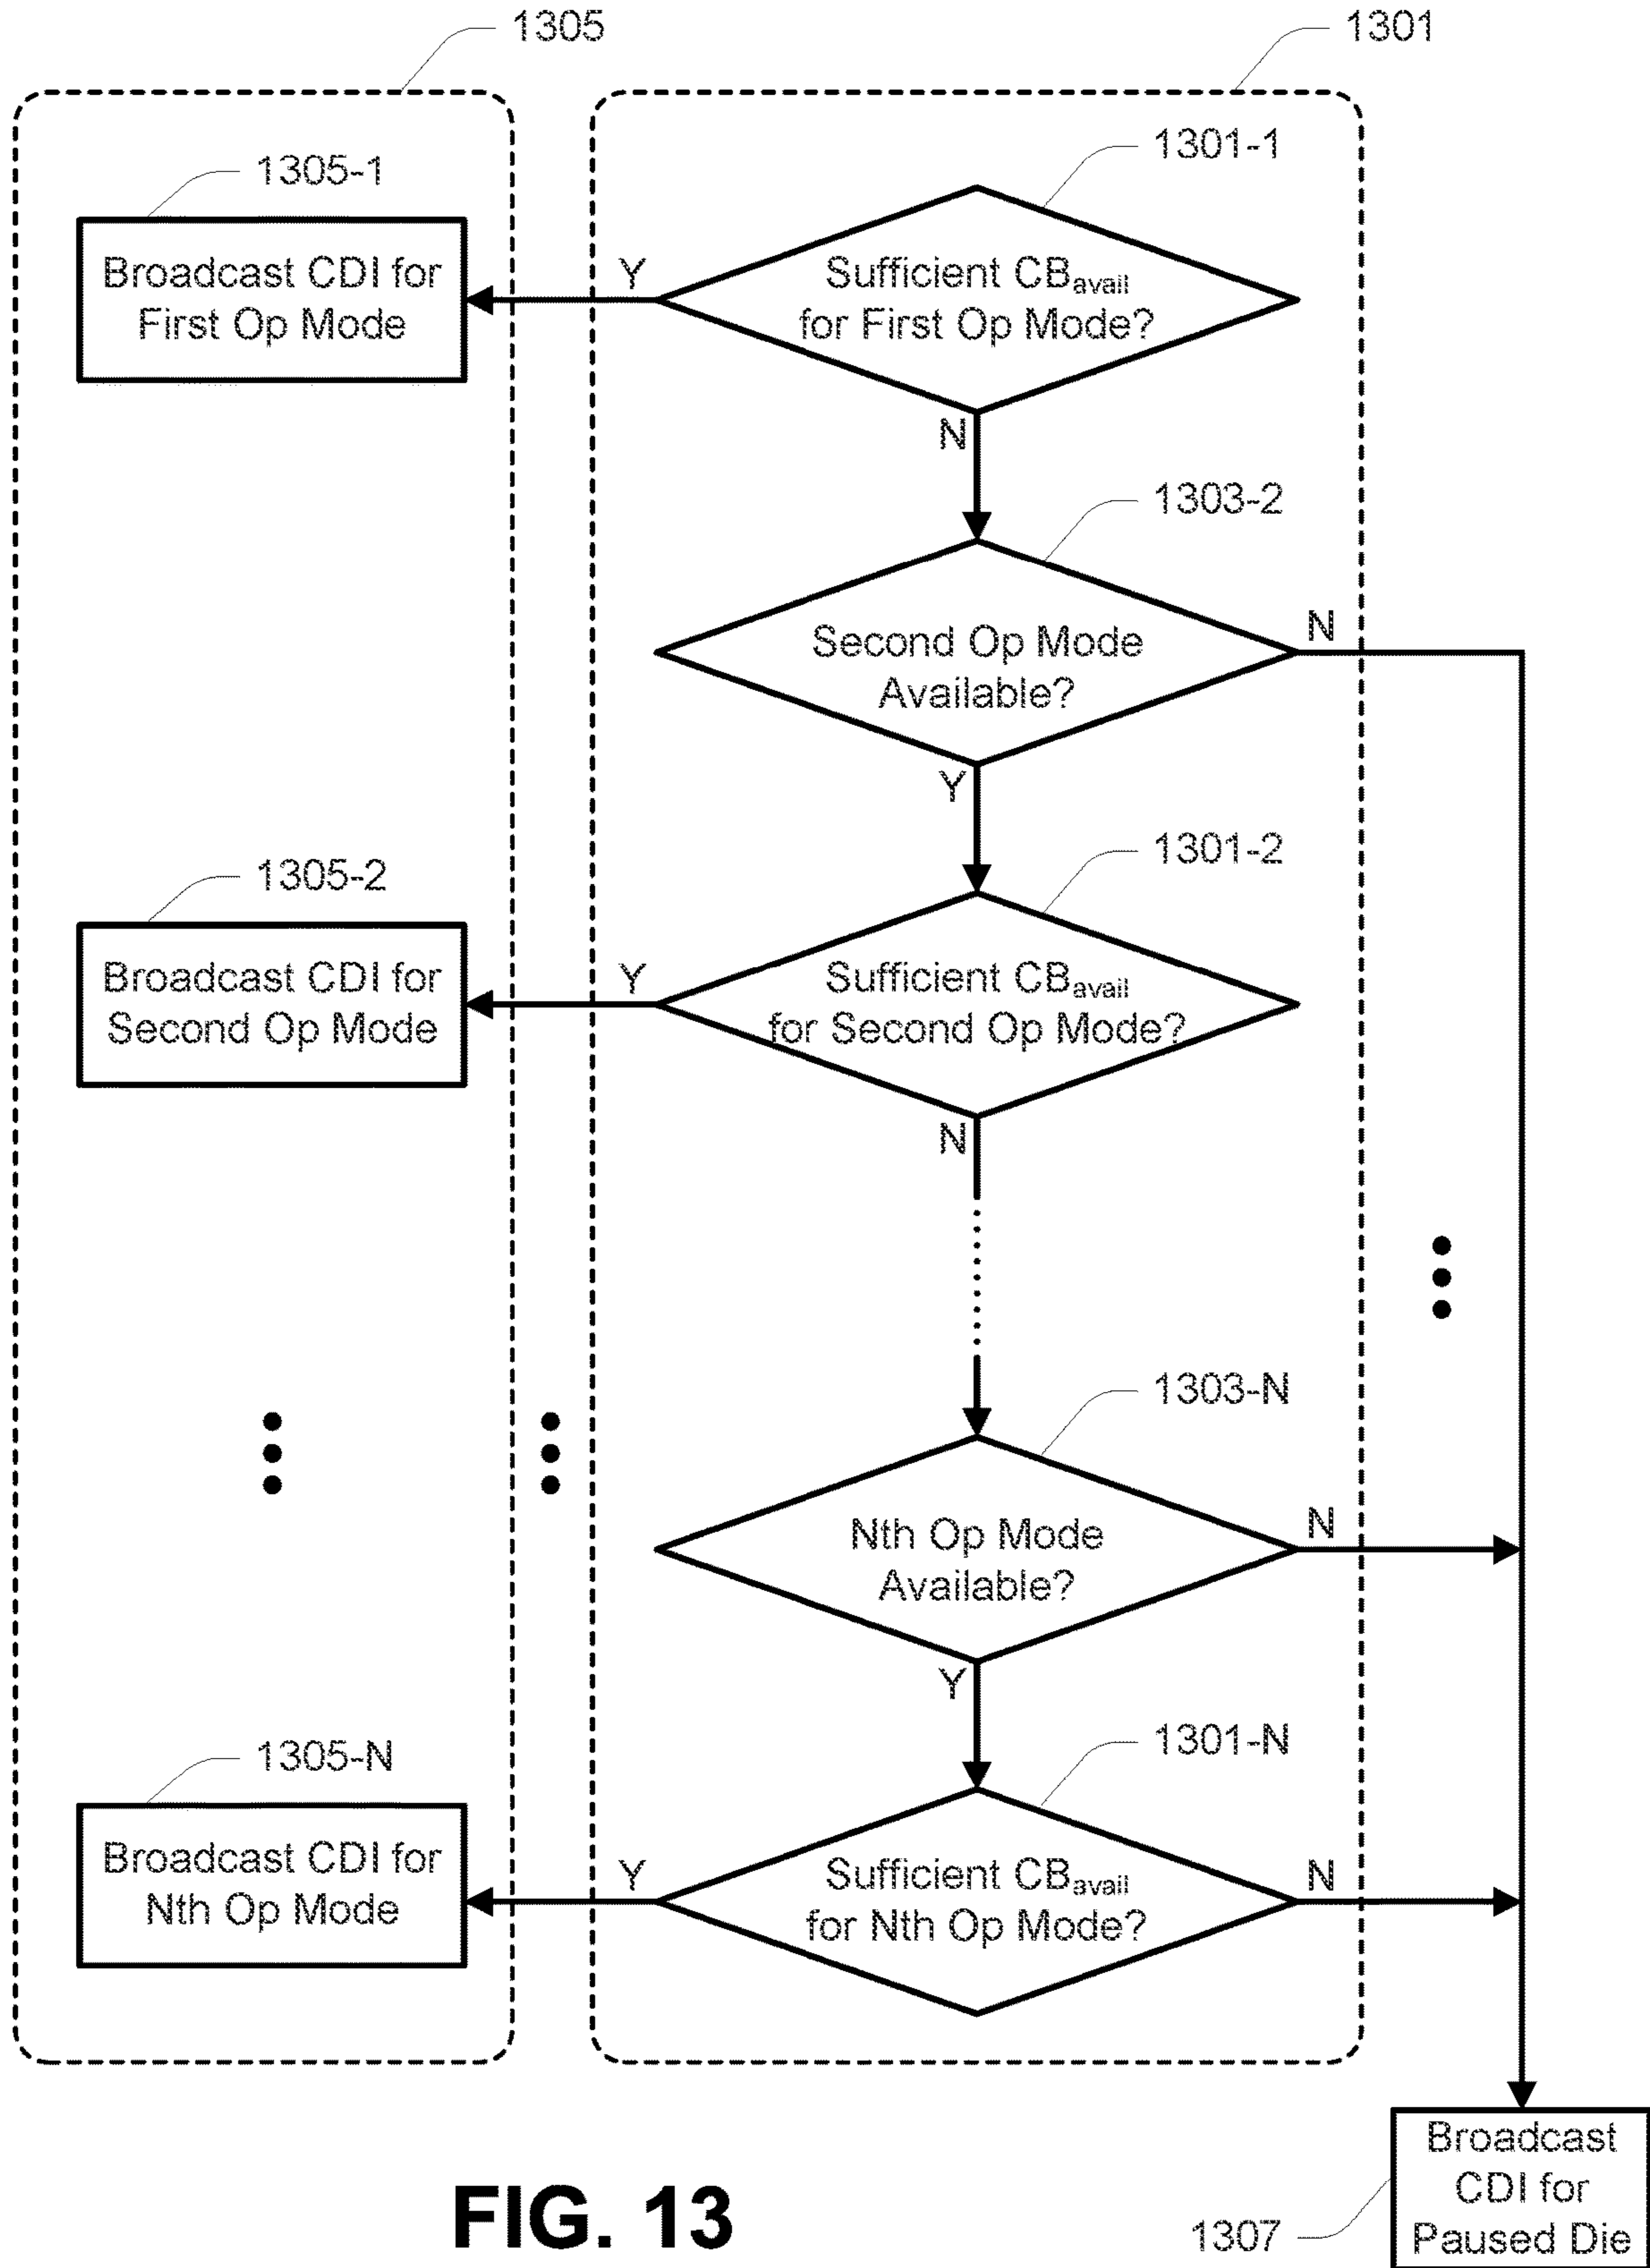 1305
1301
1301-1
1305-1
Broadcast CDI for
First Op Mode
Y
Sufficient CBavail
for First Op Mode?
N
1303-2
Second Op Mode
Available?
N
Y
1301-2
1305-2
Broadcast CDI for
Second Op Mode
Y
Sufficient CBavail
for Second Op Mode?
N
1303-N
Nth Op Mode
Available?
N
Y
1301-N
1305-N
Broadcast CDI for
Nth Op Mode
Y
Sufficient CBavail
for Nth Op Mode?
N
Broadcast
CDI for
Paused Die
1307
FIG. 13